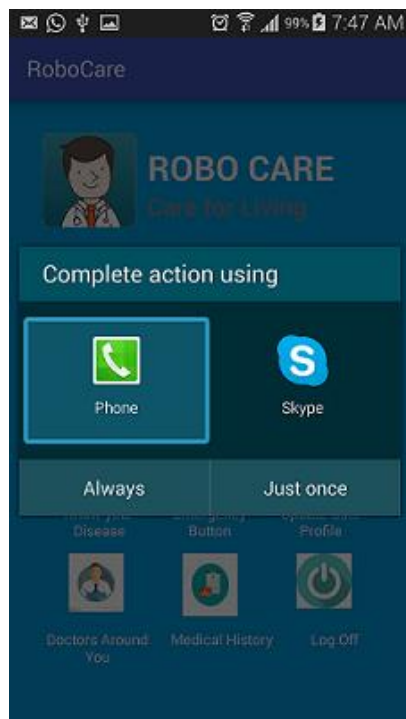 99% 7:47 AM
RoboCare
ROBO CARE
Care for Living
Complete action using
Phone
Skype
Always
Just once
Disease
Button
Profile
Doctors Around
You
Medical History
Log Off